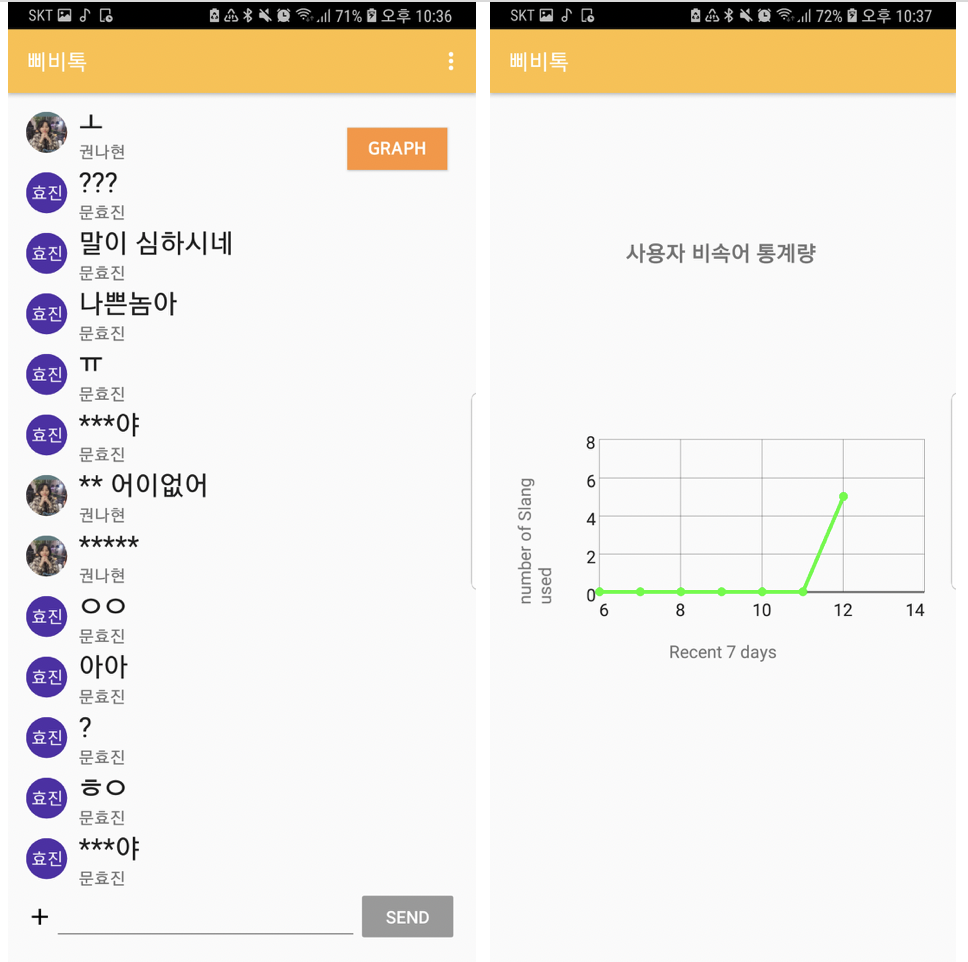 SKT 71% 오후 10:36
삐비톡
GRAPH
ㅗ
권나현
효진
???
문효진
효진
말이 심하시네
문효진
효진
나쁜놈아
문효진
효진
ㅠ
문효진
효진
***야
문효진
** 어이없어
권나현
*****
권나현
효진
ㅇㅇ
문효진
효진
아아
문효진
효진
?
문효진
효진
ㅎㅇ
문효진
효진
***야
문효진
+
SEND
SKT 72% 오후 10:37
삐비톡
사용자 비속어 통계량
number of Slang
used
8
6
4
2
0
6 8 10 12 14
Recent 7 days